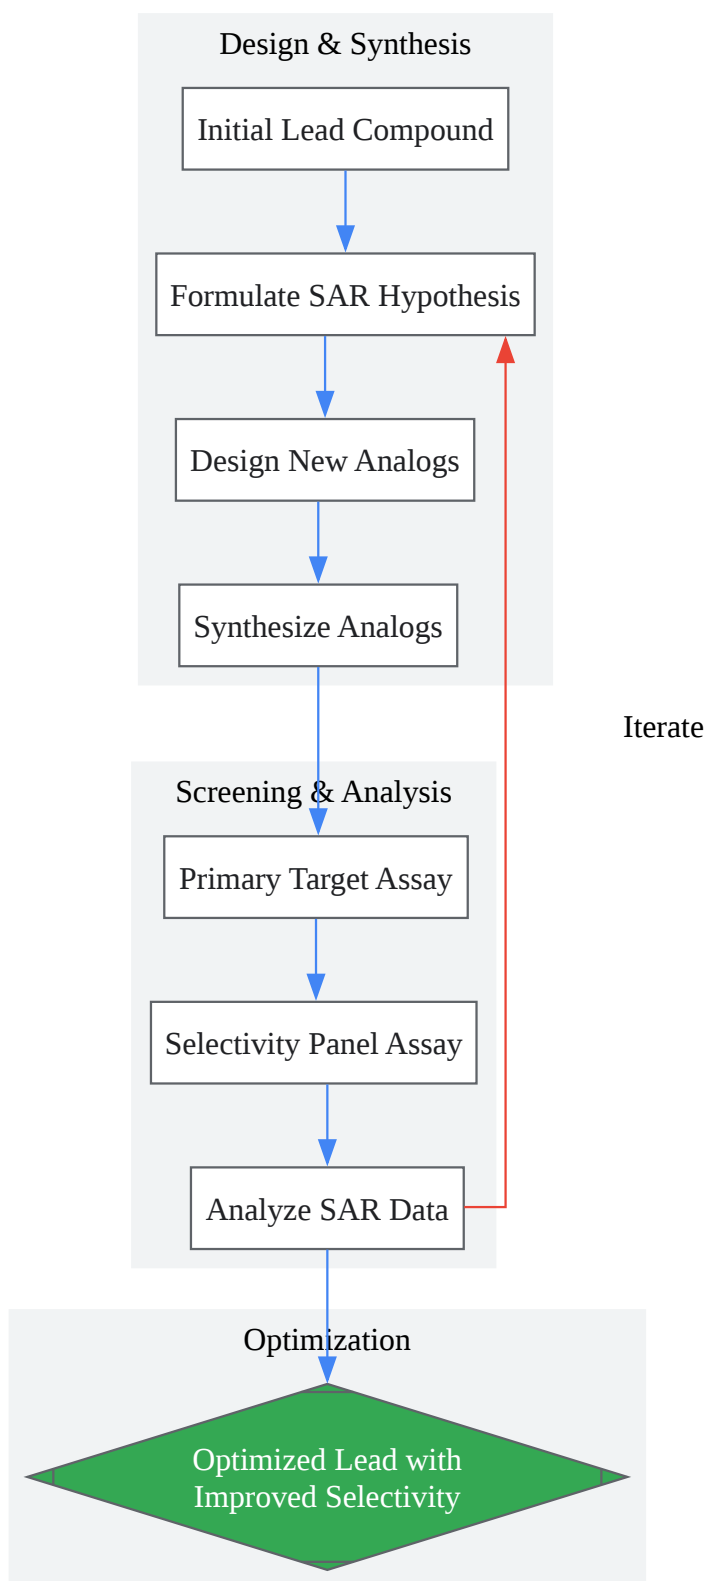 Design & Synthesis
Initial Lead Compound
Formulate SAR Hypothesis
Design New Analogs
Synthesize Analogs
Iterate
Screening & Analysis
Primary Target Assay
Selectivity Panel Assay
Analyze SAR Data
Optimization
Optimized Lead with
Improved Selectivity